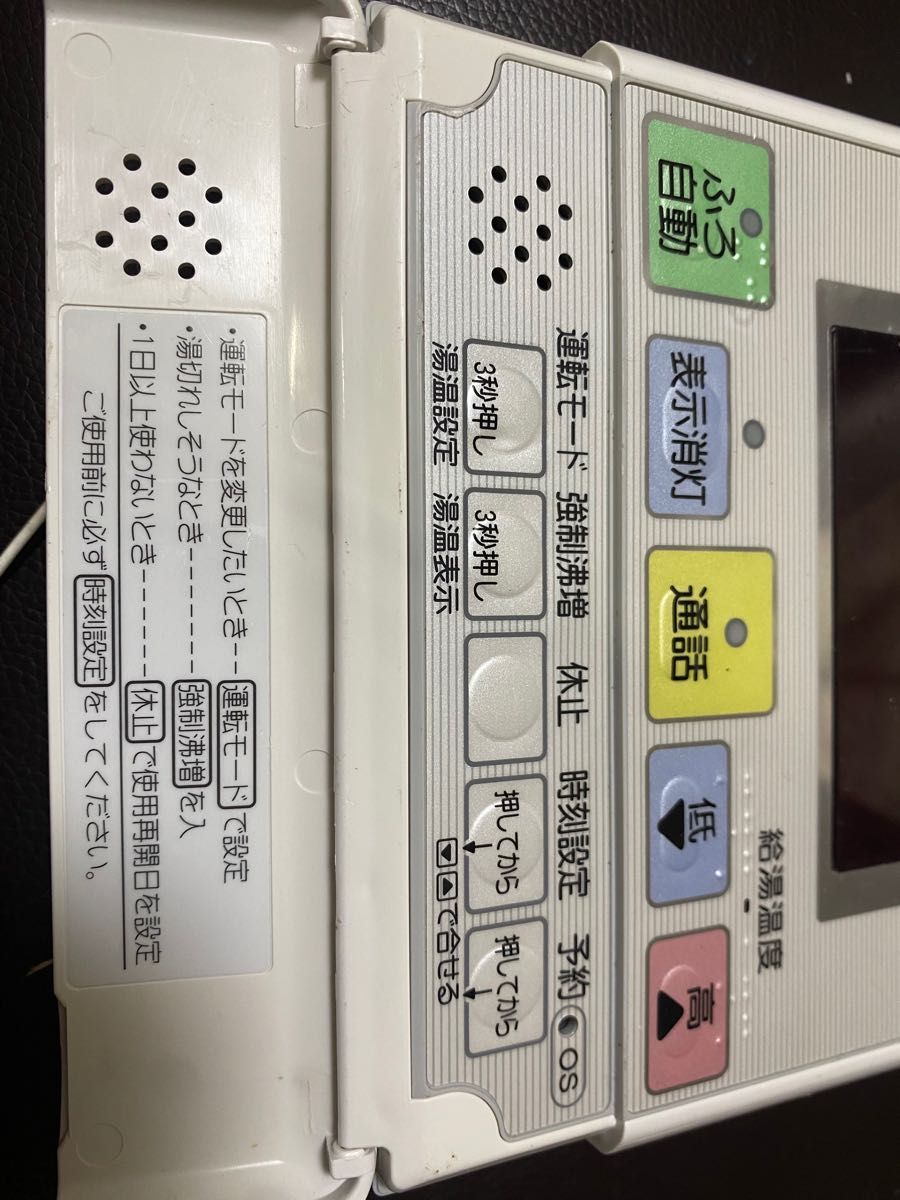 給湯温度
ふろ
自動
表示消灯
通話
低
高
運転モード
強制沸増
休止
時刻設定
予約
OS
3秒押し
3秒押し
押してから
押してから
湯温設定
湯温表示
▼▲で合せる
・運転モードを変更したいとき--運転モードで設定
・湯切れしそうなとき-------強制沸増を入
・1日以上使わないとき------休止で使用再開日を設定
ご使用前に必ず時刻設定をしてください。